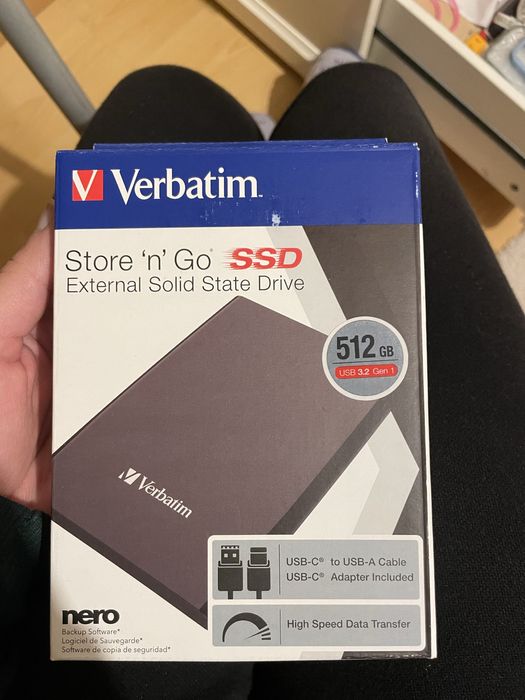 Verbatim™
Store 'n' Go® SSD
External Solid State Drive
512 GB
USB 3.2 Gen 1
Verbatim
USB-C® to USB-A Cable
USB-C® Adapter Included
High Speed Data Transfer
nero
Backup Software*
Logiciel de Sauvegarde*
Software de copia de seguridad*